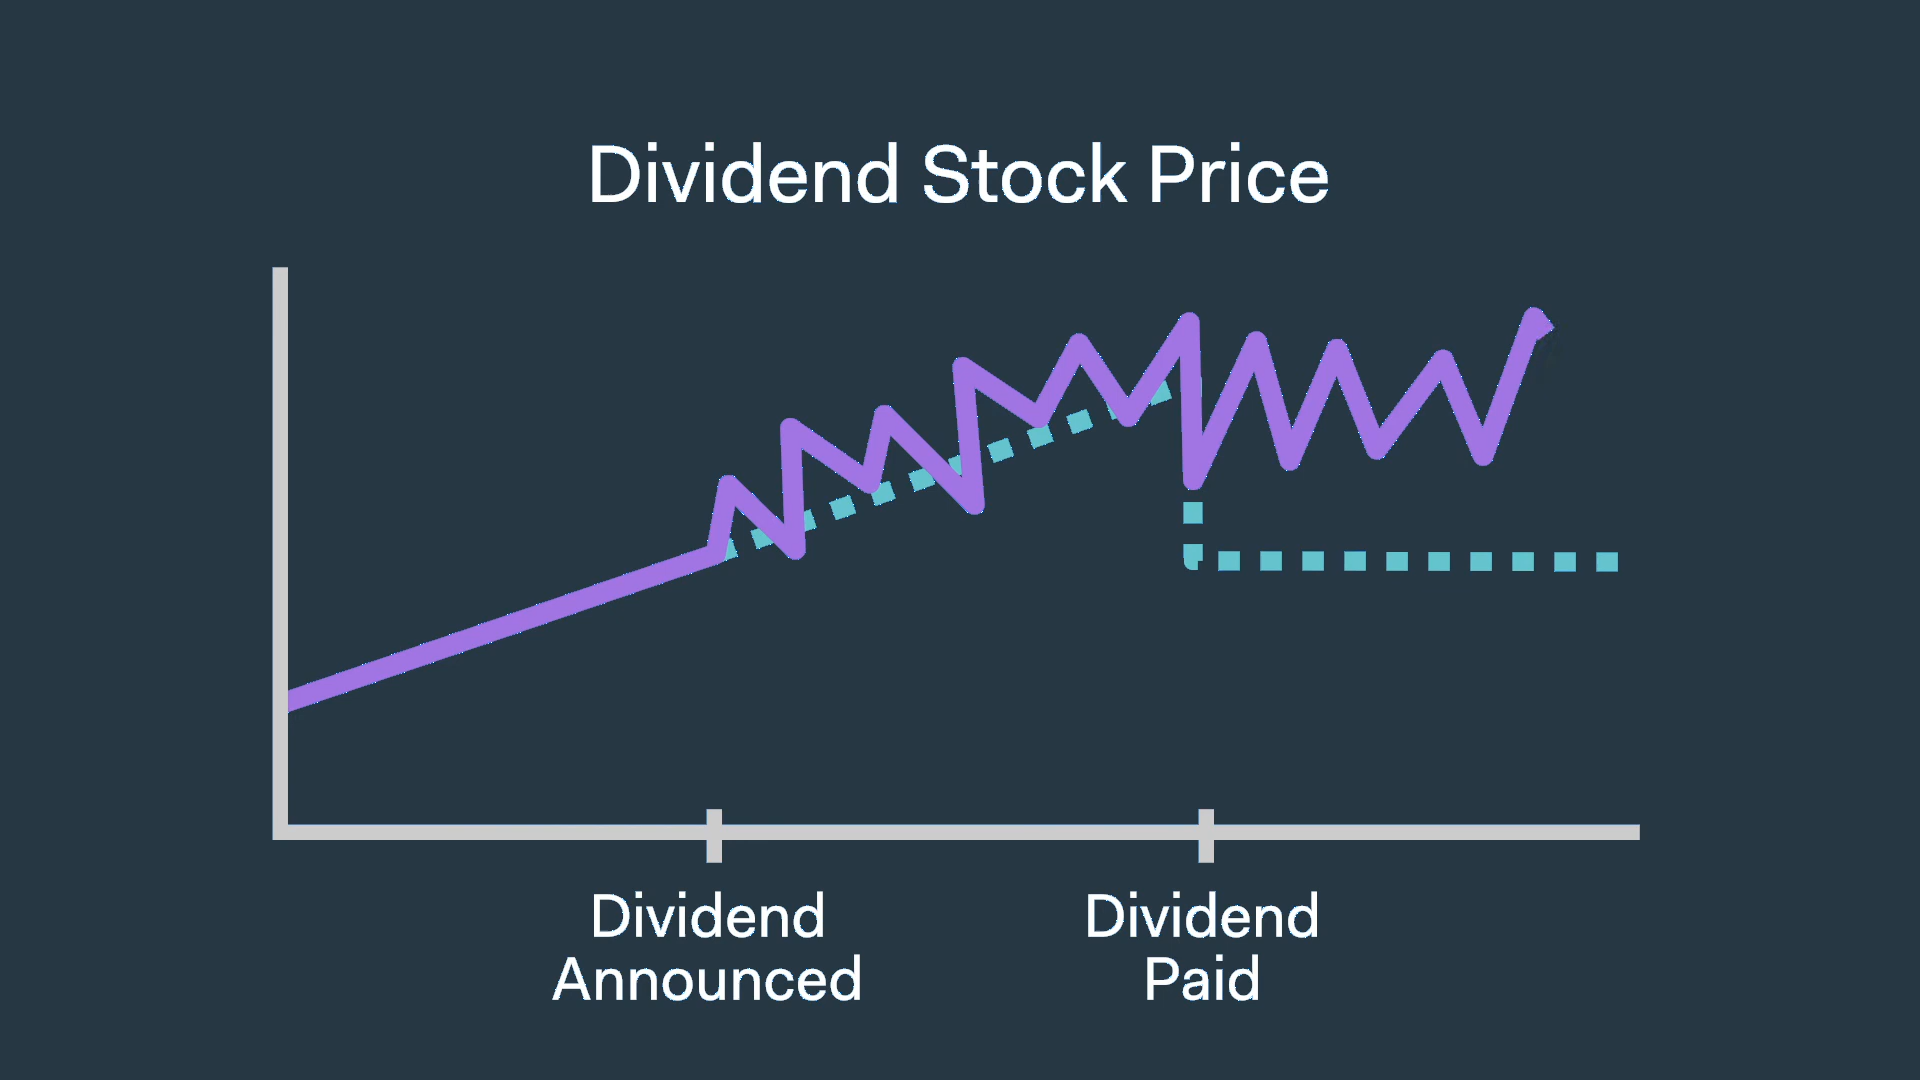 Dividend Stock Price
Dividend
Announced
Dividend
Paid